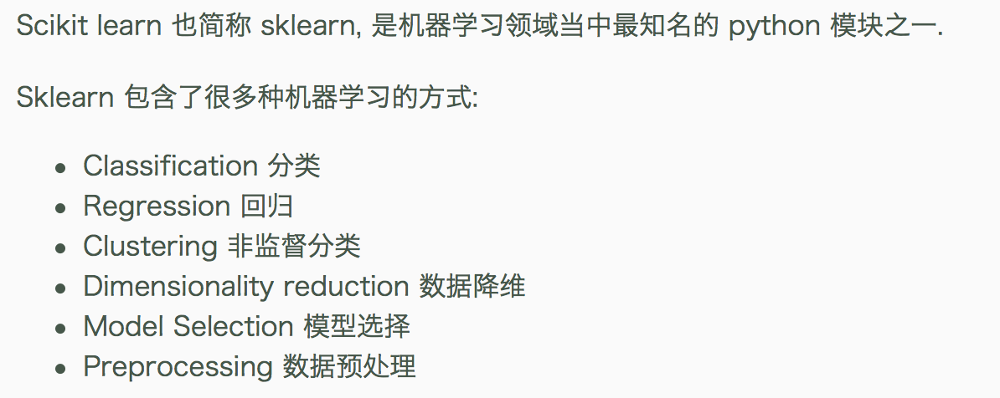 Scikit learn 也简称 sklearn, 是机器学习领域当中最知名的 python 模块之一.
Sklearn 包含了很多种机器学习的方式:
• Classification 分类
• Regression 回归
• Clustering 非监督分类
• Dimensionality reduction 数据降维
• Model Selection 模型选择
• Preprocessing 数据预处理